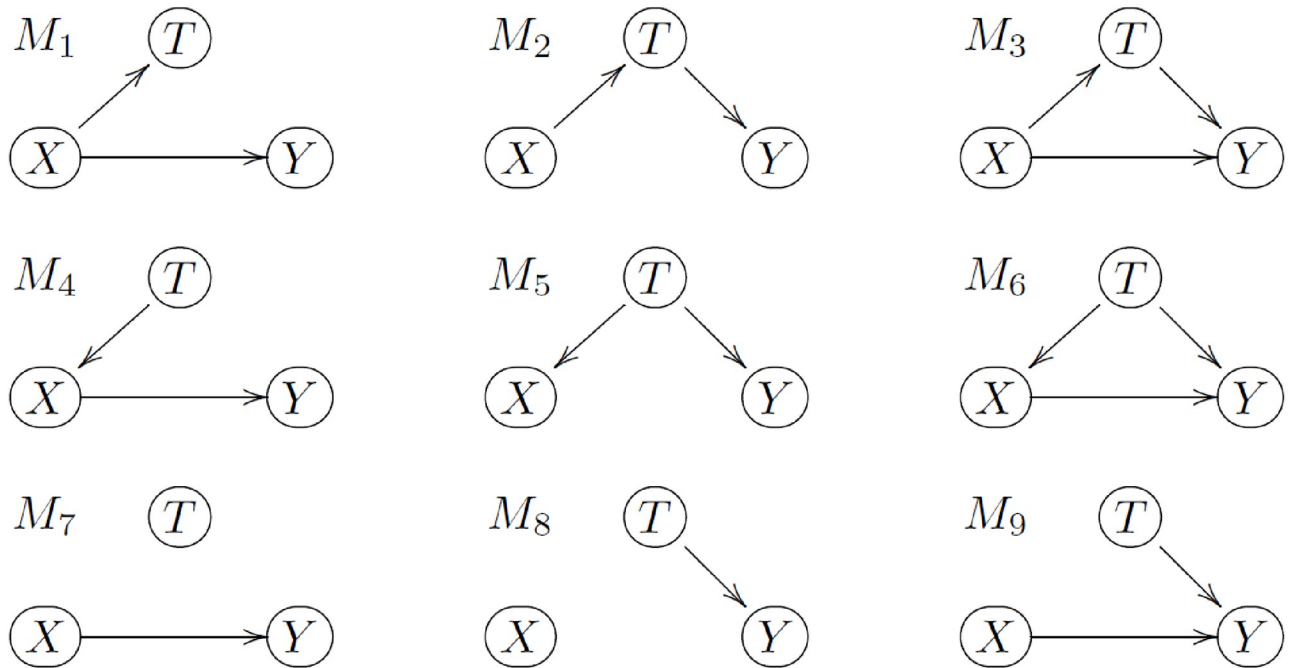 M₁ T M₂ T M₃ T
X Y X Y X Y
M₄ T M₅ T M₆ T
X Y X Y X Y
M₇ T M₈ T M₉ T
X Y X Y X Y